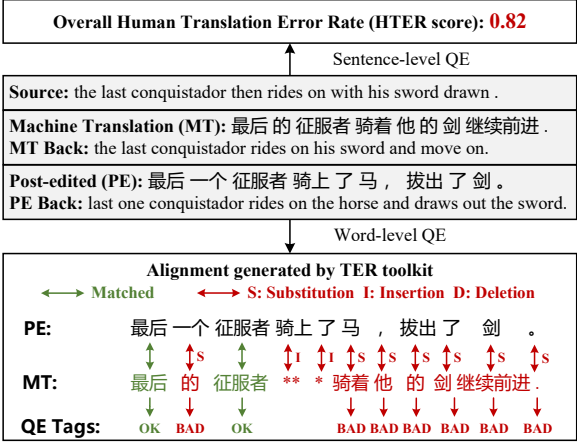 Overall Human Translation Error Rate (HTER score): 0.82
Sentence-level QE
Source: the last conquistador then rides on with his sword drawn .
Machine Translation (MT): 最后 的 征服者 骑着 他 的 剑 继续前进 .
MT Back: the last conquistador rides on his sword and move on.
Post-edited (PE): 最后 一个 征服者 骑上 了 马 ， 拔出 了 剑 。
PE Back: last one conquistador rides on the horse and draws out the sword.
Word-level QE
Alignment generated by TER toolkit
Matched S: Substitution I: Insertion D: Deletion
PE: 最后 一个 征服者 骑上 了 马 ， 拔出 了 剑 。
S I I S S S S S S
MT: 最后 的 征服者 ** * 骑着 他 的 剑 继续前进 .
QE Tags: OK BAD OK BAD BAD BAD BAD BAD BAD